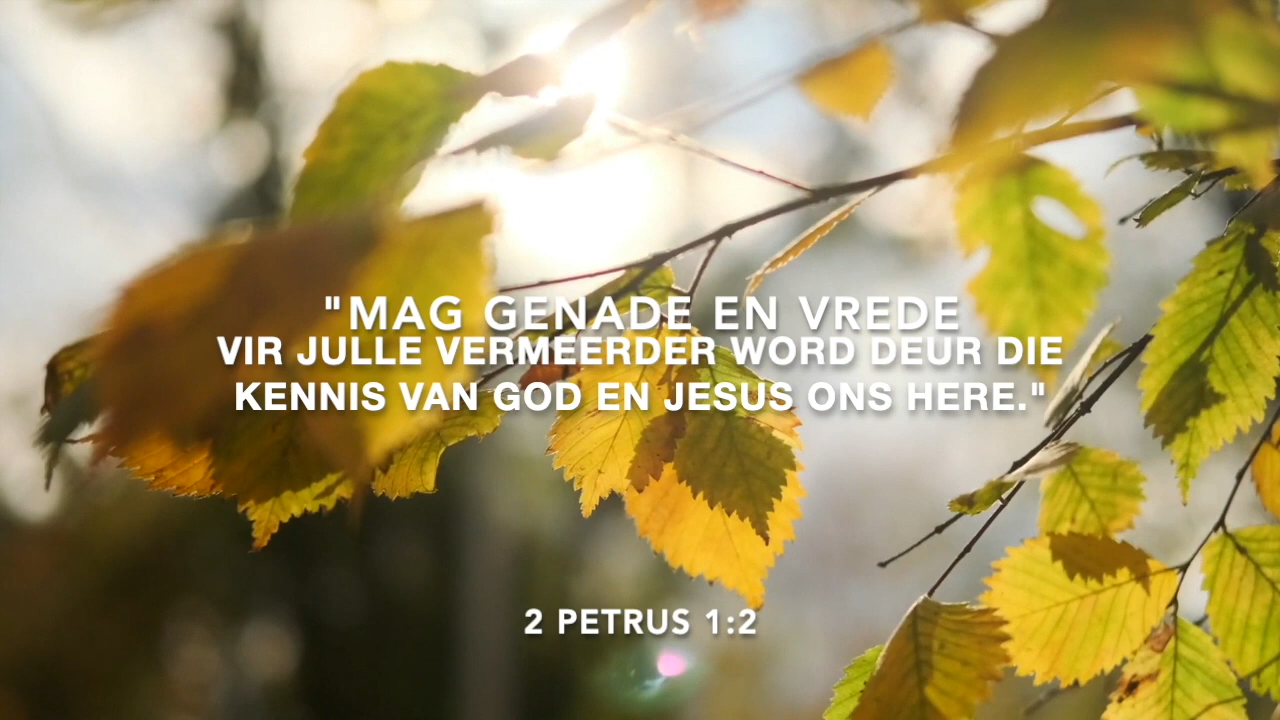 "MAG GENADE EN VREDE
VIR JULLE VERMEERDER WORD DEUR DIE
KENNIS VAN GOD EN JESUS ONS HERE."
2 PETRUS 1:2